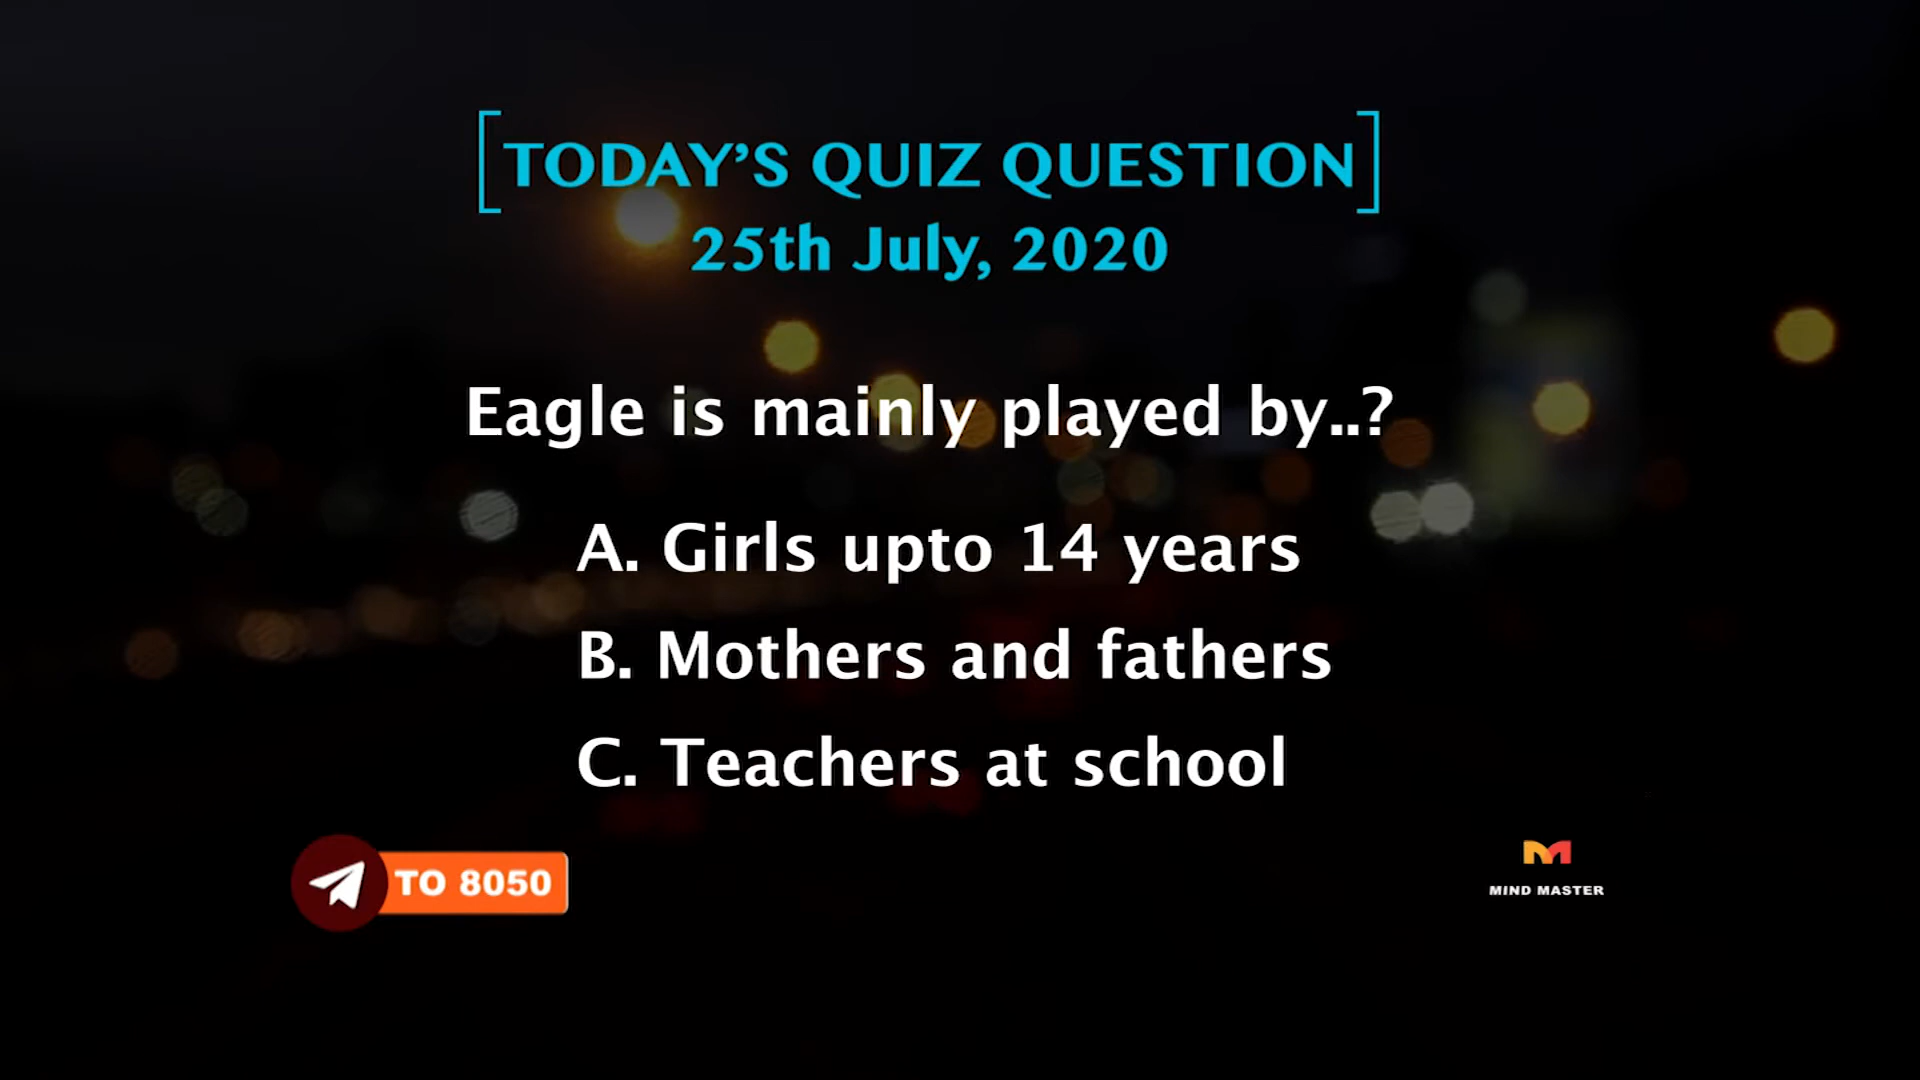 [TODAY'S QUIZ QUESTION]
25th July, 2020
Eagle is mainly played by..?
A. Girls upto 14 years
B. Mothers and fathers
C. Teachers at school
TO 8050
MIND MASTER